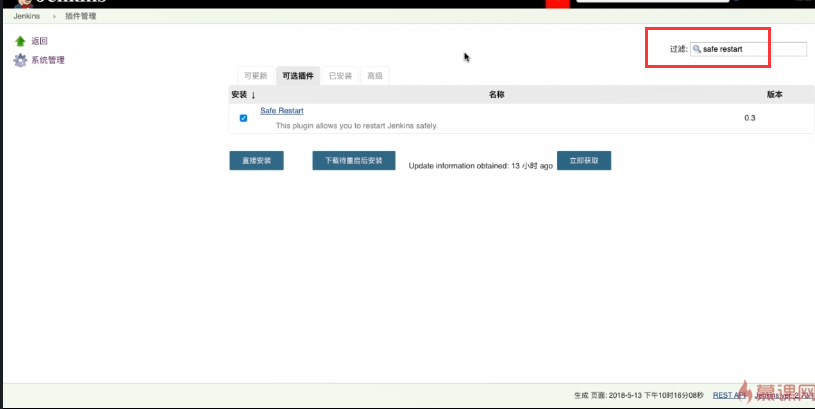 Jenkins
Jenkins › 插件管理
返回
系统管理
过滤: safe restart
可更新 可选插件 已安装 高级
安装 ↓ 名称 版本
Safe Restart
This plugin allows you to restart Jenkins safely.
0.3
直接安装 下载待重启后安装 Update information obtained: 13 小时 ago 立即获取
生成 页面: 2018-5-13 下午10时16分08秒 REST API Jenkins ver.
慕课网